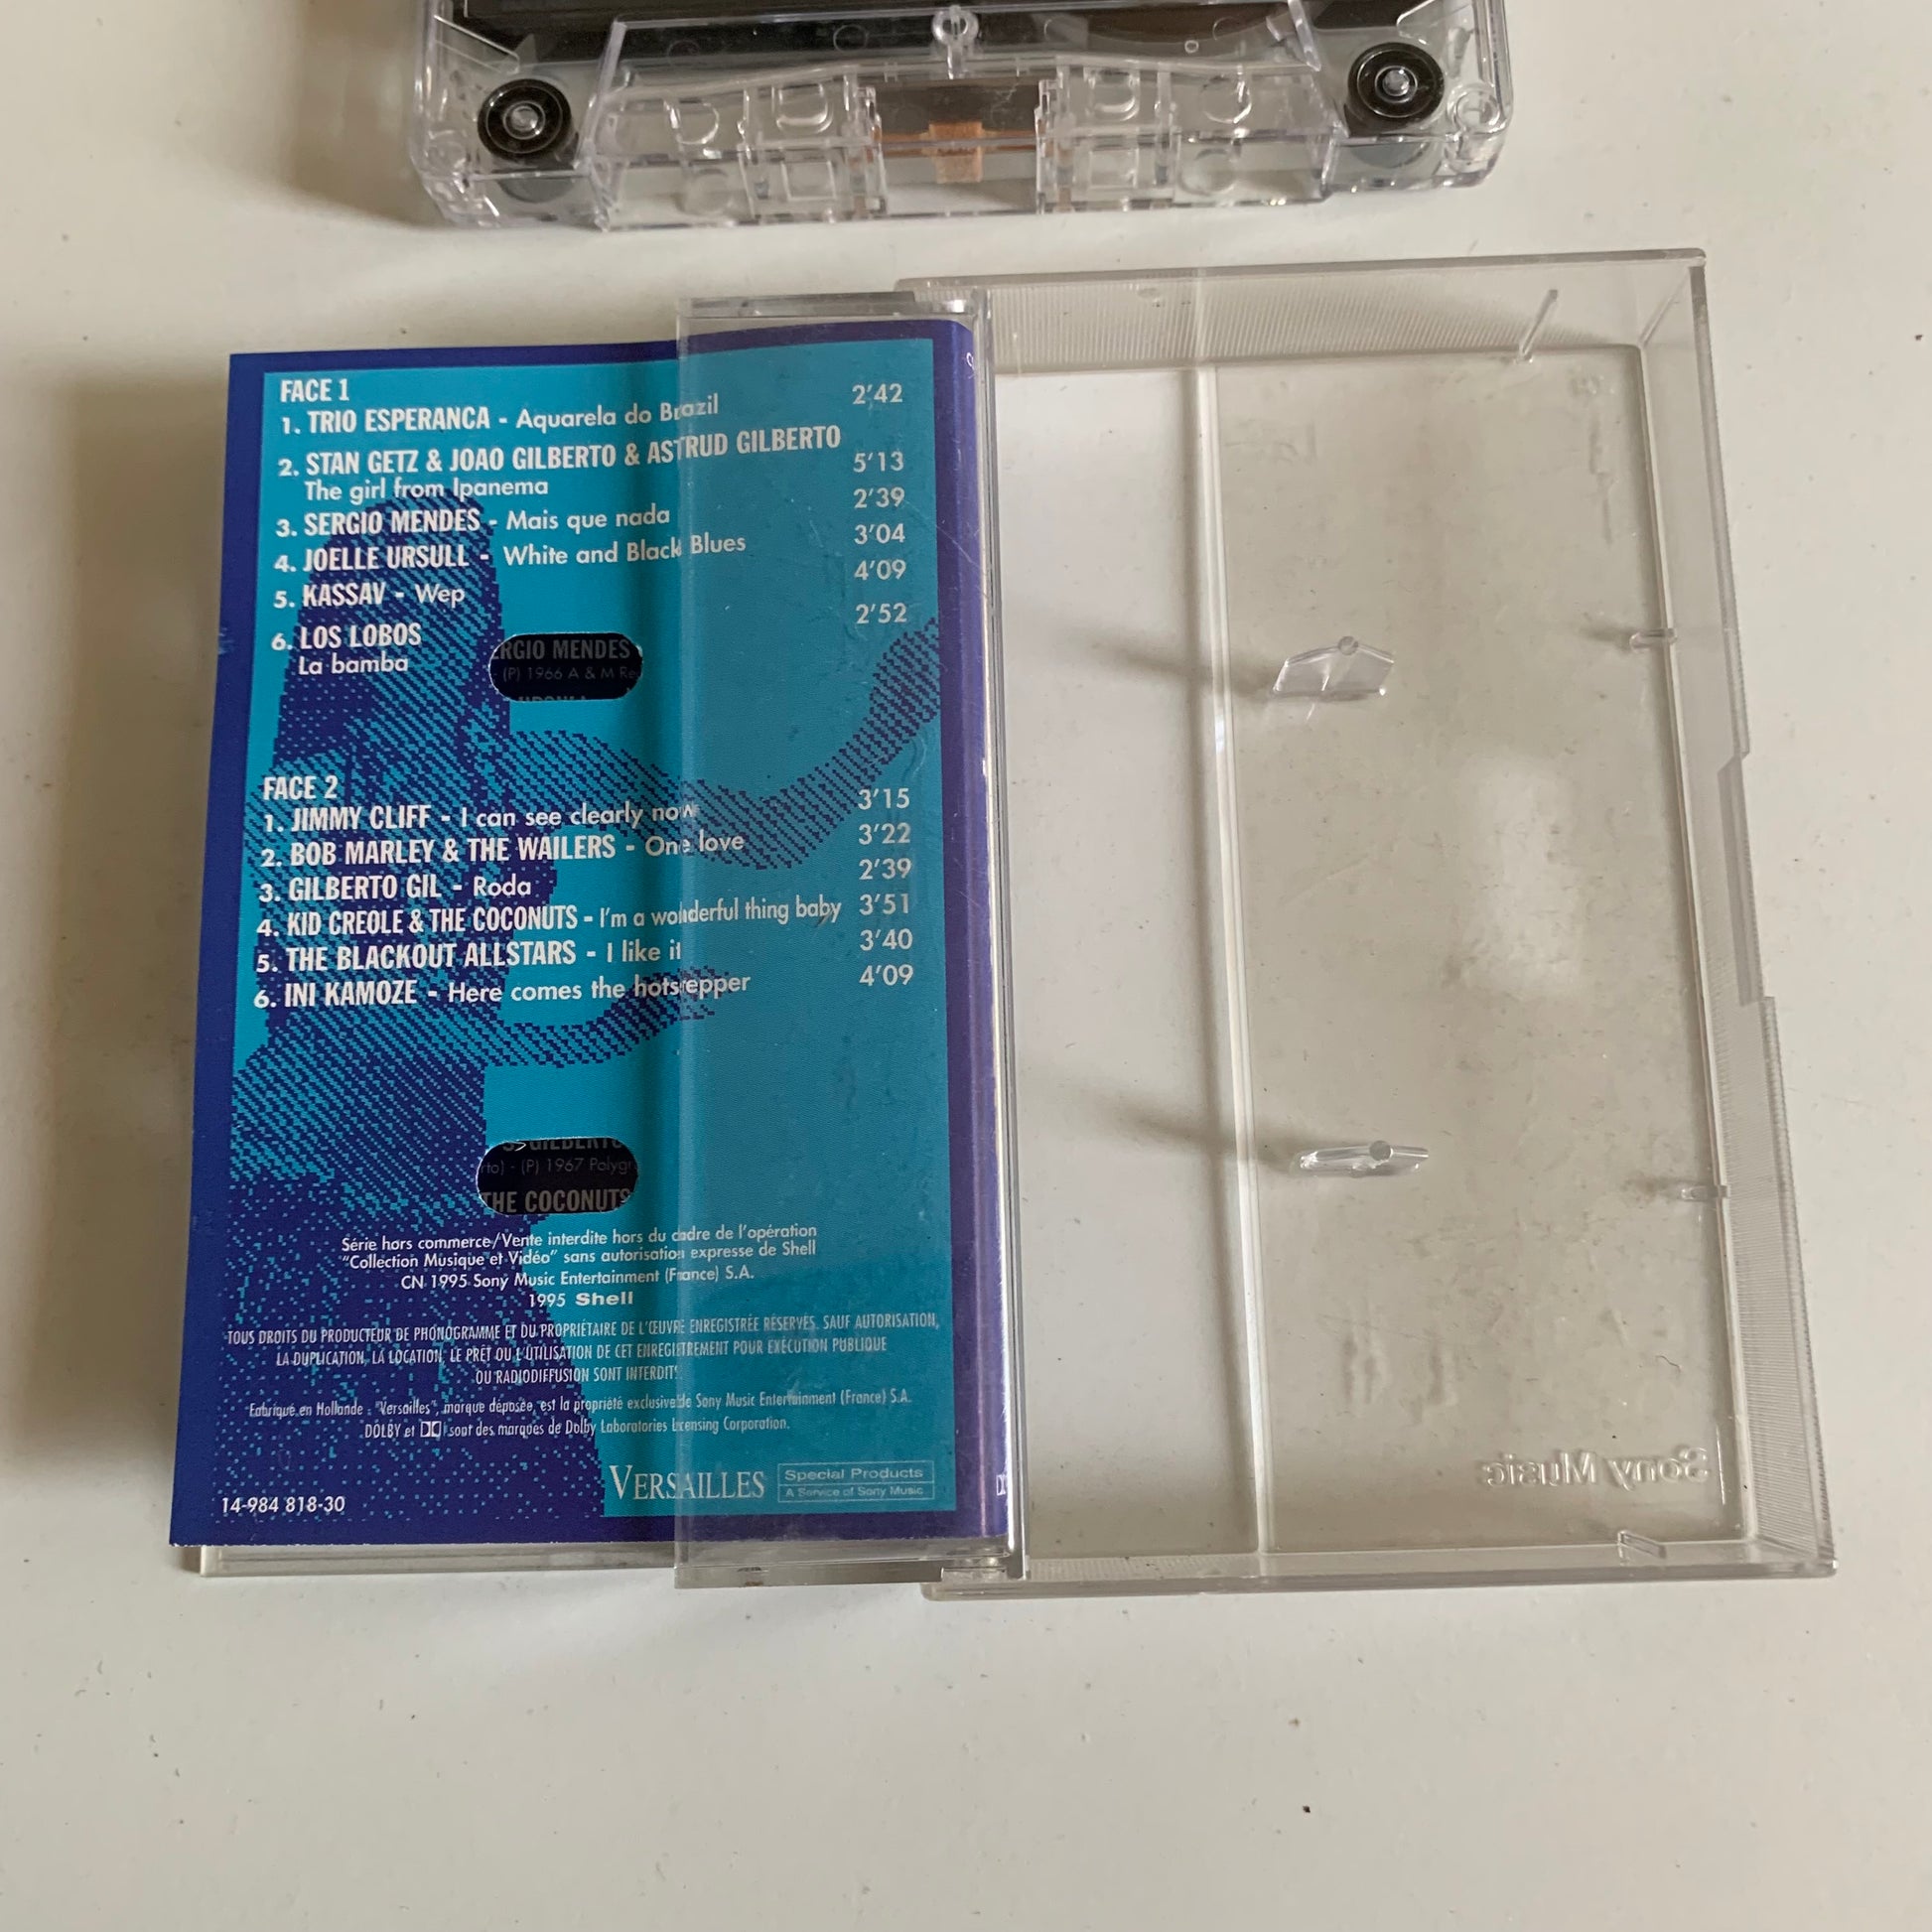 FACE 1
1. TRIO ESPERANCA - Aquarela do Brazil 2'42
2. STAN GETZ & JOAO GILBERTO & ASTRUD GILBERTO
The girl from Ipanema 5'13
3. SERGIO MENDES - Mais que nada 2'39
4. JOELLE URSULL - White and Black Blues 3'04
5. KASSAV - Wep 4'09
6. LOS LOBOS 2'52
La bamba
RGIO MENDES
(P) 1966 A & M Re
FACE 2
1. JIMMY CLIFF - I can see clearly now 3'15
2. BOB MARLEY & THE WAILERS - One love 3'22
3. GILBERTO GIL - Roda 2'39
4. KID CREOLE & THE COCONUTS - I'm a wonderful thing baby 3'51
5. THE BLACKOUT ALLSTARS - I like it 3'40
6. INI KAMOZE - Here comes the hotstepper 4'09
rto) - (P) 1967 Polygr
THE COCONUTS
Série hors commerce/Vente interdite hors du cadre de l'opération
"Collection Musique et Vidéo" sans autorisation expresse de Shell
CN 1995 Sony Music Entertainment (France) S.A.
1995 Shell
TOUS DROITS DU PRODUCTEUR DE PHONOGRAMME ET DU PROPRIÉTAIRE DE L'ŒUVRE ENREGISTRÉE RÉSERVÉS. SAUF AUTORISATION,
LA DUPLICATION, LA LOCATION, LE PRÊT OU L'UTILISATION DE CET ENREGISTREMENT POUR EXÉCUTION PUBLIQUE
OU RADIODIFFUSION SONT INTERDITS
Fabriqué en Hollande - "Versailles", marque déposée, est la propriété exclusive de Sony Music Entertainment (France) S.A.
DOLBY et sont des marques de Dolby Laboratories Licensing Corporation.
VERSAILLES
Special Products
A Service of Sony Music
14-984 818-30
Sony Music